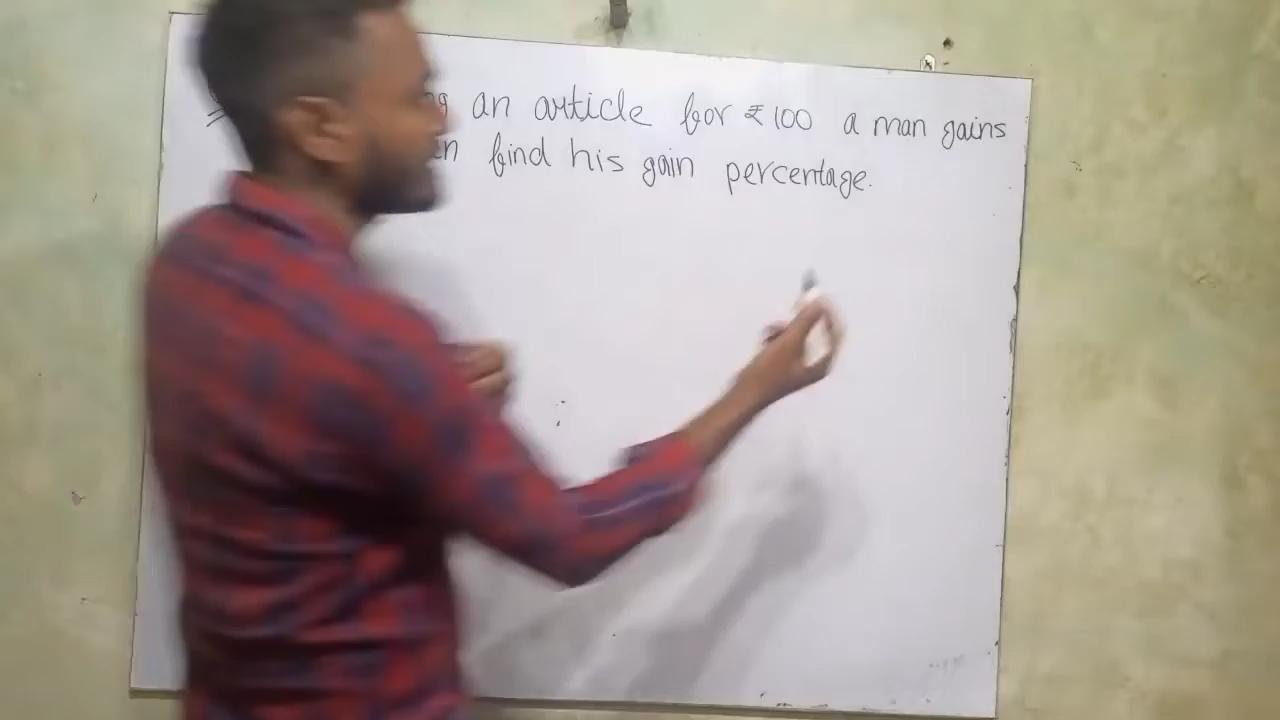 an article for ₹100 a man gains
find his gain percentage.